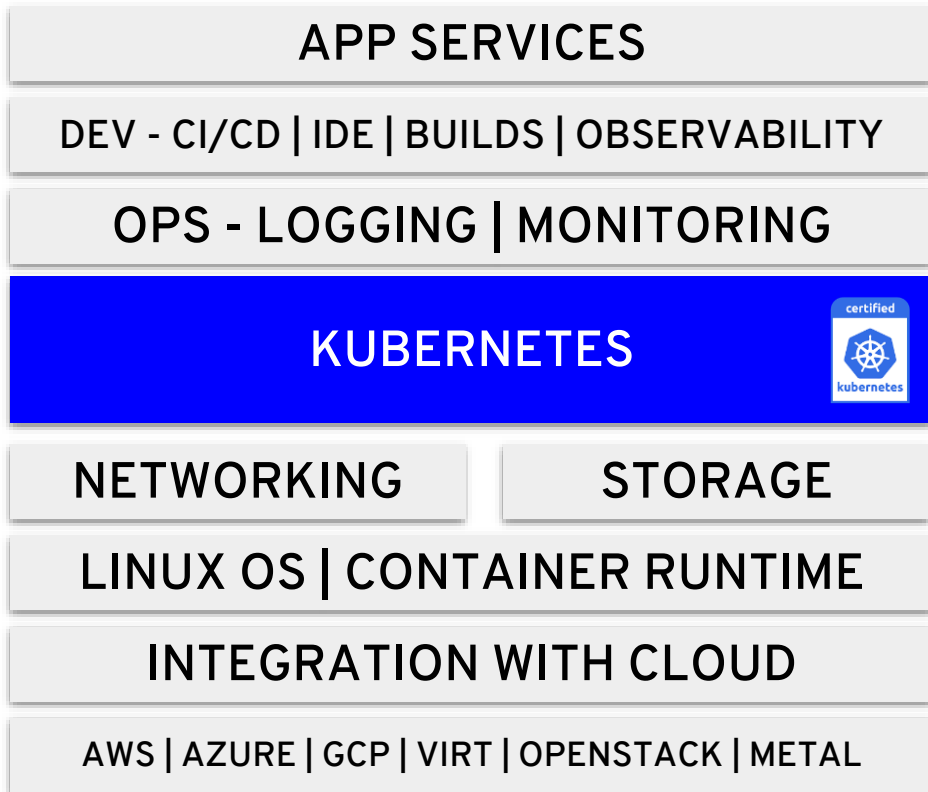 APP SERVICES
DEV - CI/CD | IDE | BUILDS | OBSERVABILITY
OPS - LOGGING | MONITORING
KUBERNETES
certified
kubernetes
NETWORKING
STORAGE
LINUX OS | CONTAINER RUNTIME
INTEGRATION WITH CLOUD
AWS | AZURE | GCP | VIRT | OPENSTACK | METAL